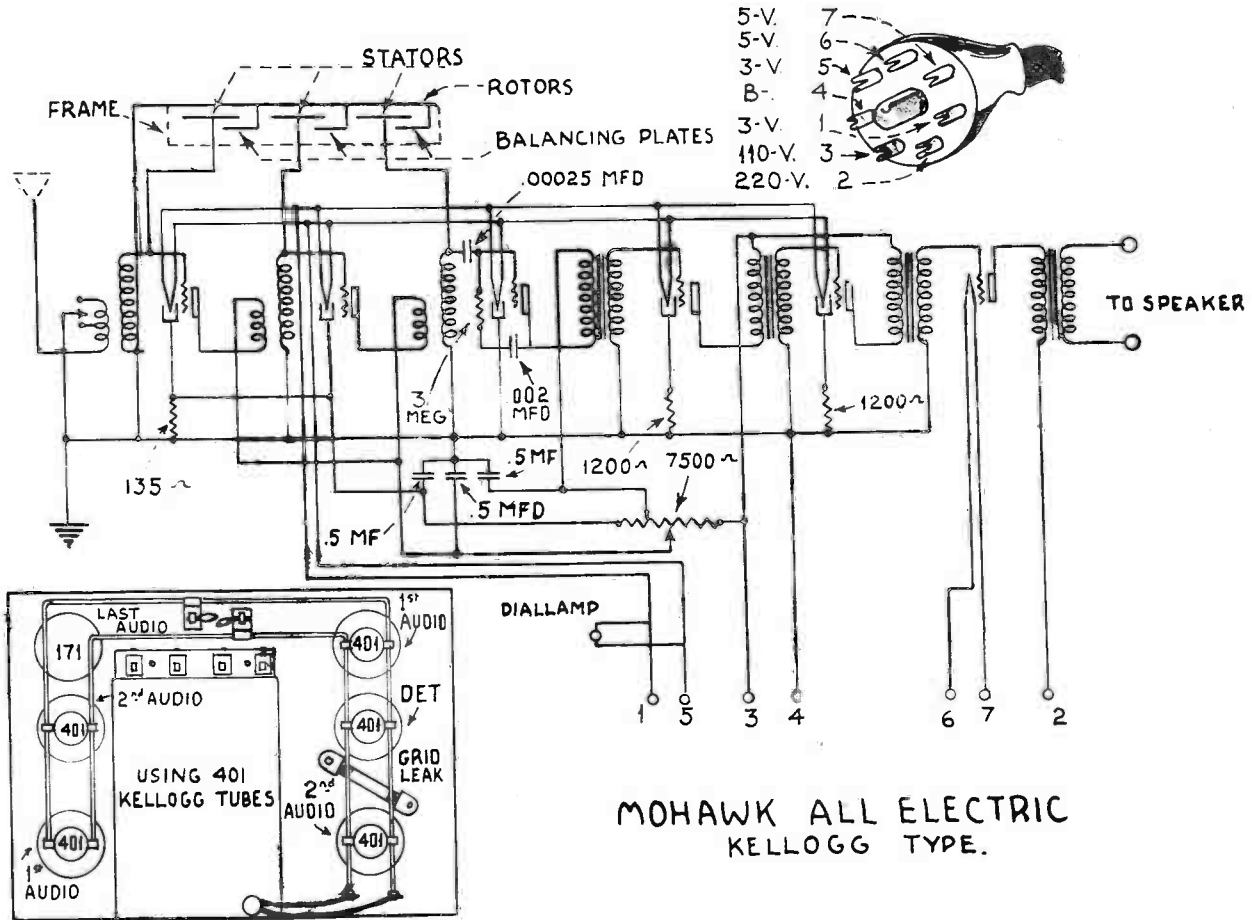 STATORS
ROTORS
FRAME
BALANCING PLATES
.00025 MFD
5-V. 7
5-V. 6
3-V. 5
B-. 4
3-V. 1
110-V. 3
220-V. 2
TO SPEAKER
3
MEG
.002
MFD
1200~
135~
1200~
7500~
.5 MF
.5 MFD
.5 MF
DIAL LAMP
1 5 3 4 6 7 2
LAST
AUDIO
171
1st
AUDIO
401
2nd AUDIO
401
DET
401
GRID
LEAK
USING 401
KELLOGG TUBES
2nd
AUDIO
401
401
1st
AUDIO
MOHAWK ALL ELECTRIC
KELLOGG TYPE.